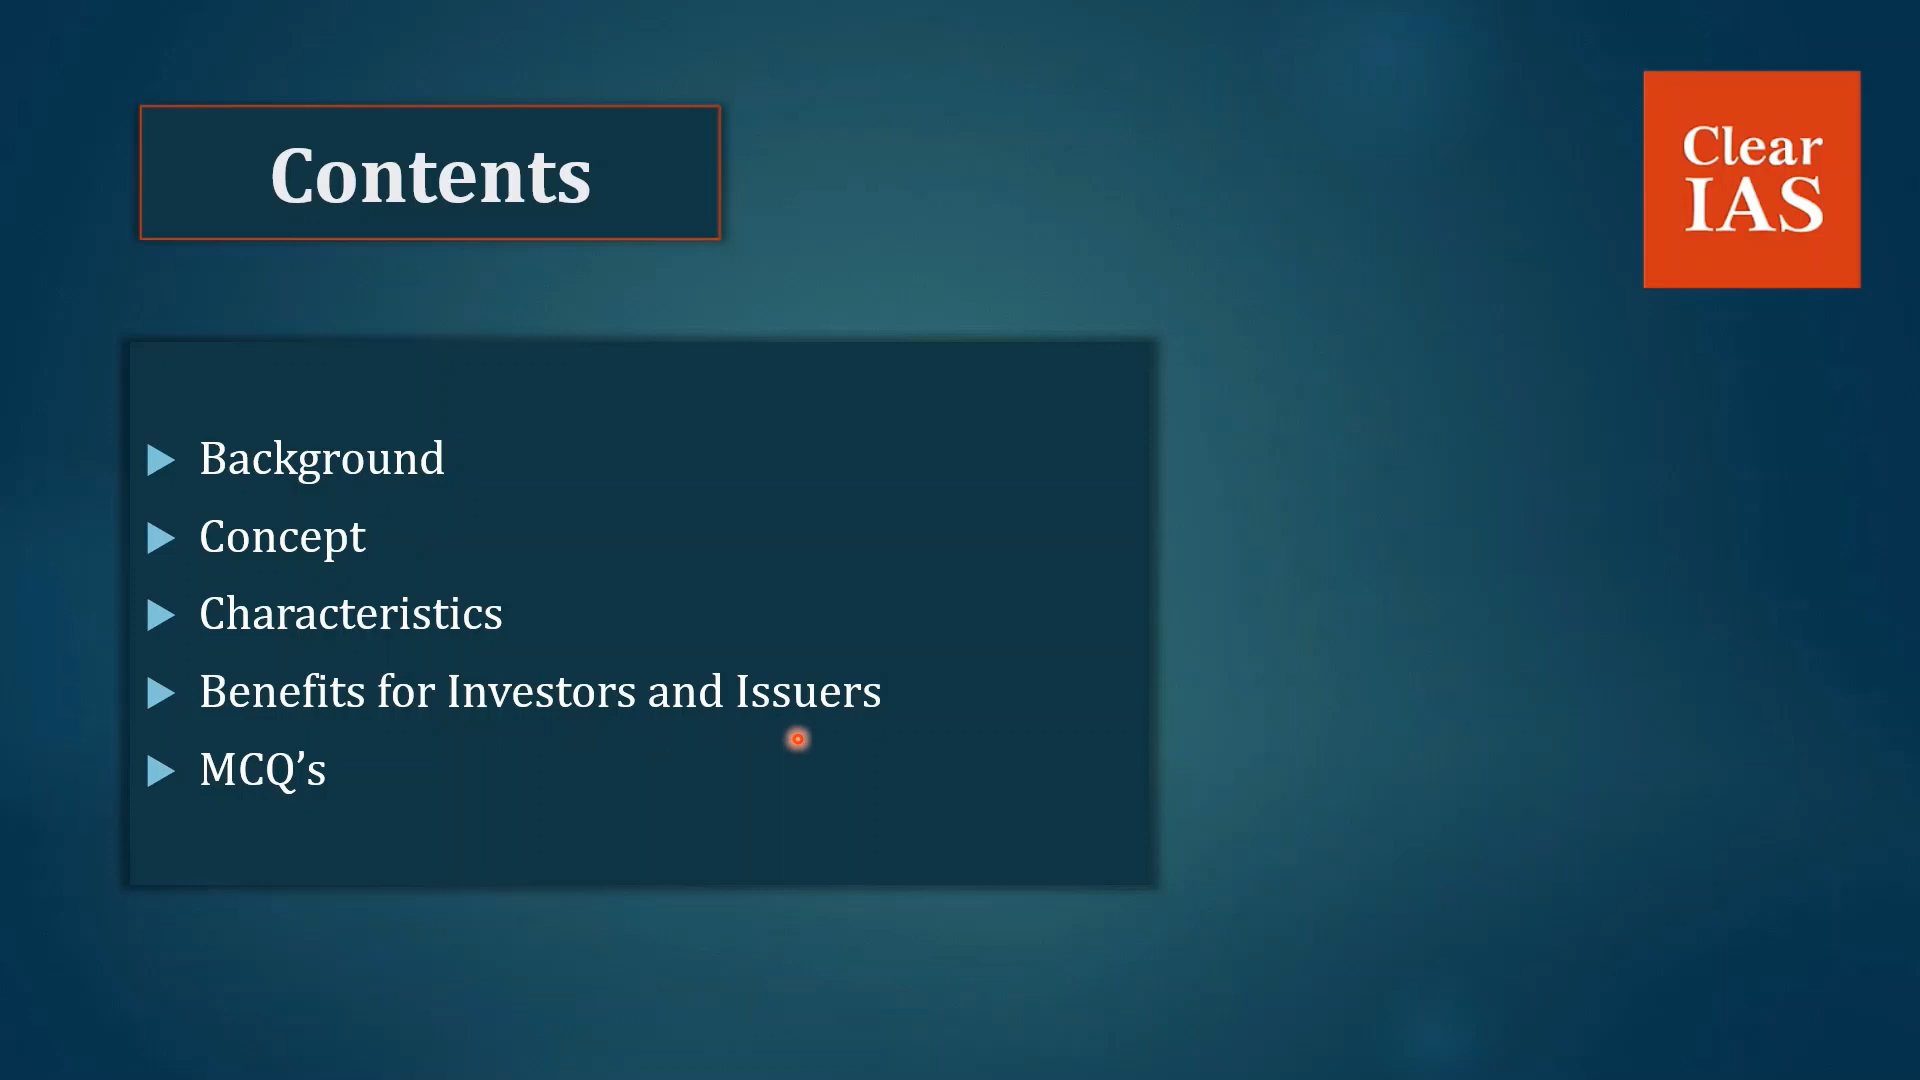 Contents
Clear
IAS
Background
Concept
Characteristics
Benefits for Investors and Issuers
MCQ’s